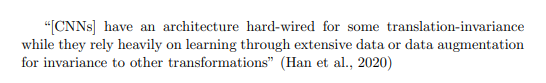 “[CNNs] have an architecture hard-wired for some translation-invariance
while they rely heavily on learning through extensive data or data augmentation
for invariance to other transformations” (Han et al., 2020)